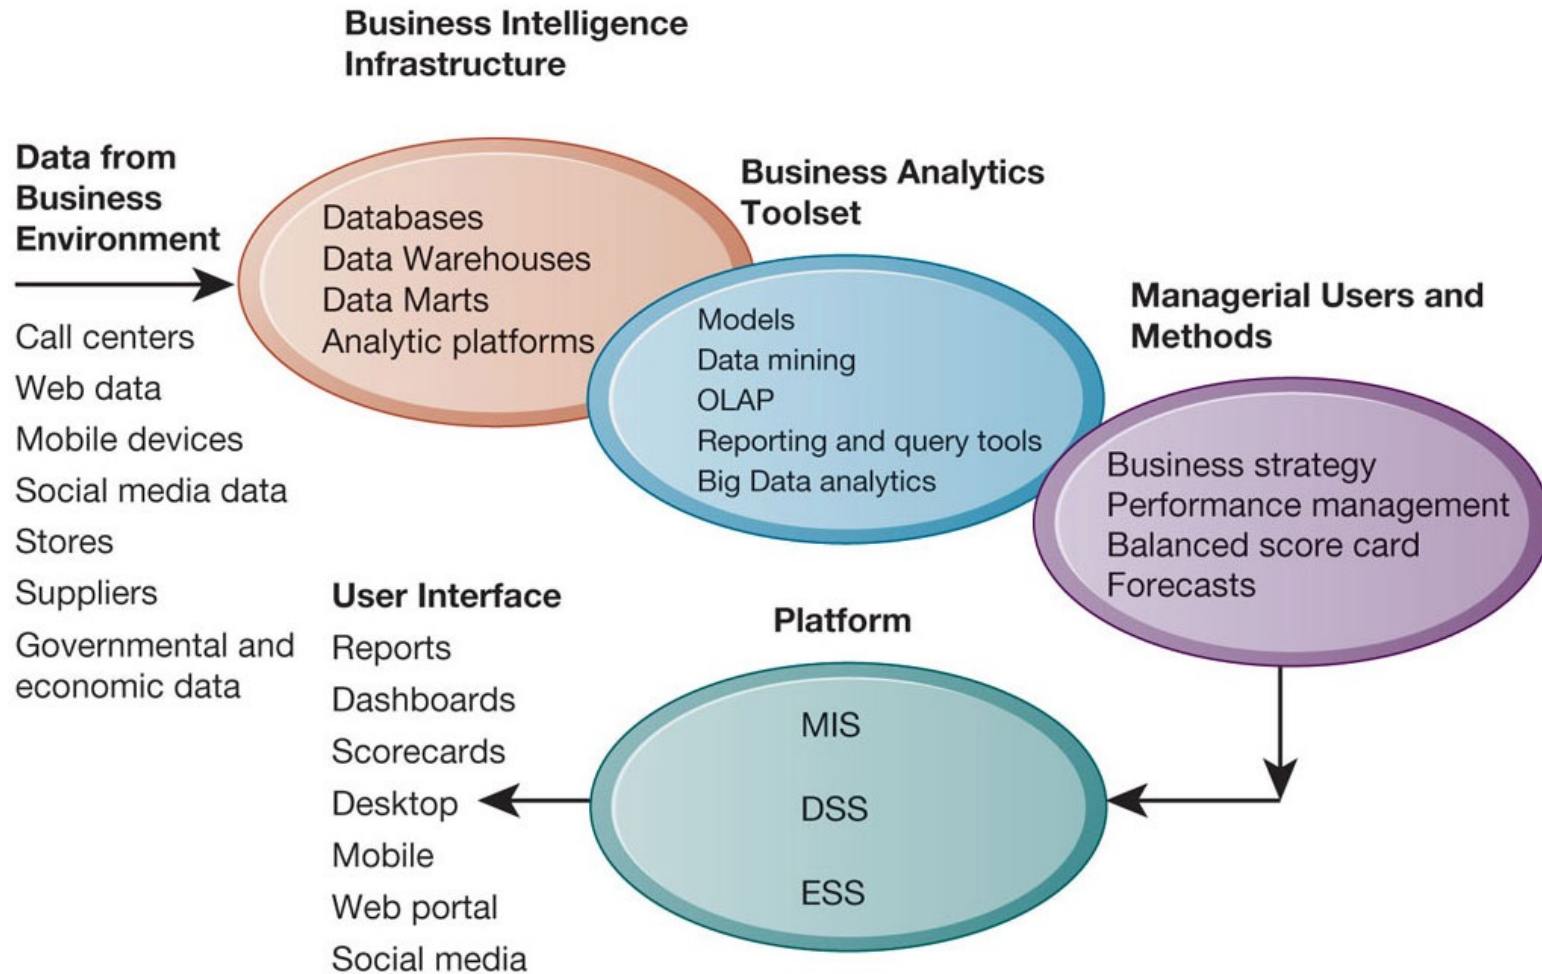 Business Intelligence
Infrastructure
Data from
Business
Environment
Call centers
Web data
Mobile devices
Social media data
Stores
Suppliers
Governmental and
economic data
Databases
Data Warehouses
Data Marts
Analytic platforms
Business Analytics
Toolset
Models
Data mining
OLAP
Reporting and query tools
Big Data analytics
Managerial Users and
Methods
Business strategy
Performance management
Balanced score card
Forecasts
Platform
MIS
DSS
ESS
User Interface
Reports
Dashboards
Scorecards
Desktop
Mobile
Web portal
Social media